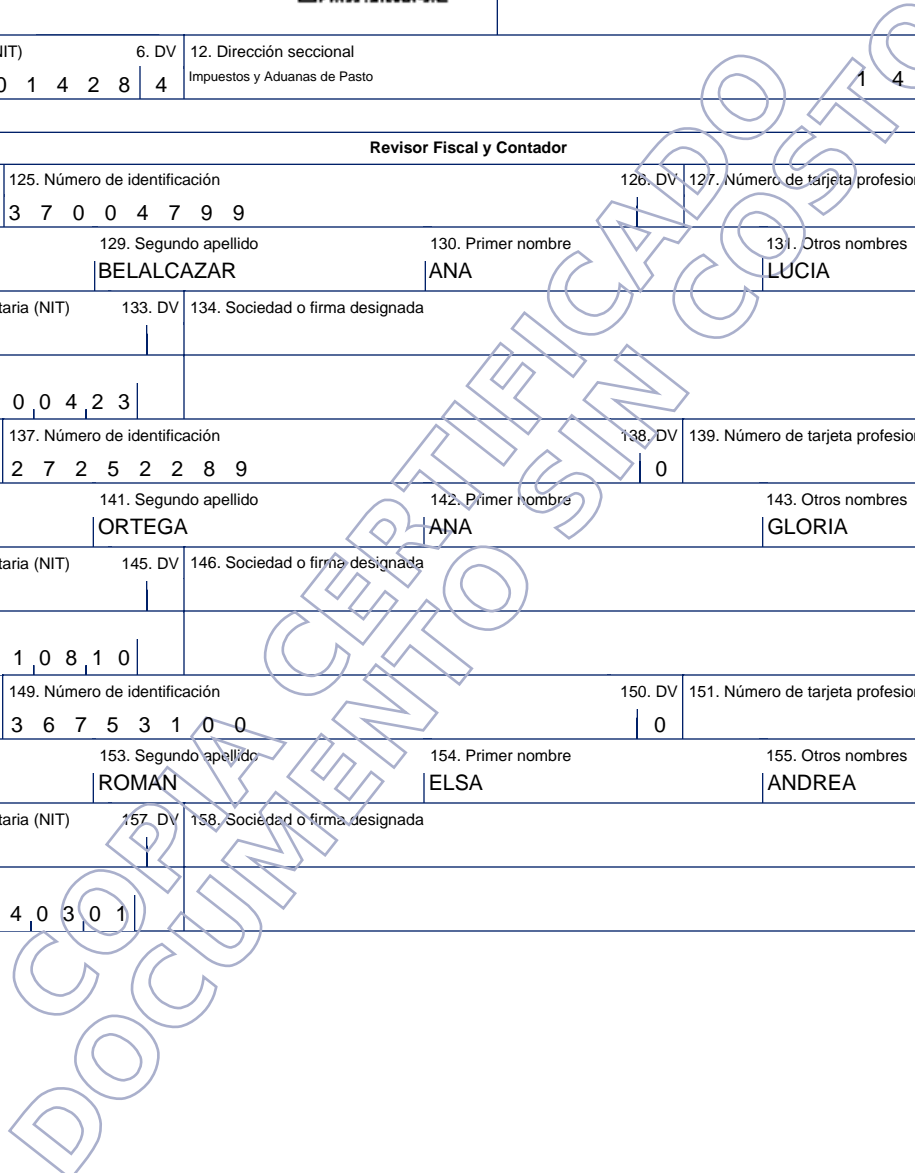 NIT) 6. DV 12. Dirección seccional
0 1 4 2 8 4 Impuestos y Aduanas de Pasto 1 4
Revisor Fiscal y Contador
125. Número de identificación 126. DV 127. Número de tarjeta profesion
3 7 0 0 4 7 9 9
129. Segundo apellido 130. Primer nombre 131. Otros nombres
BELALCAZAR ANA LUCIA
taria (NIT) 133. DV 134. Sociedad o firma designada
0 0 4 2 3
137. Número de identificación 138. DV 139. Número de tarjeta profesion
2 7 2 5 2 2 8 9 0
141. Segundo apellido 142. Primer nombre 143. Otros nombres
ORTEGA ANA GLORIA
taria (NIT) 145. DV 146. Sociedad o firma designada
1 0 8 1 0
149. Número de identificación 150. DV 151. Número de tarjeta profesion
3 6 7 5 3 1 0 0 0
153. Segundo apellido 154. Primer nombre 155. Otros nombres
ROMAN ELSA ANDREA
taria (NIT) 157. DV 158. Sociedad o firma designada
4 0 3 0 1
COPIA CERTIFICADO
DOCUMENTO SIN COSTO